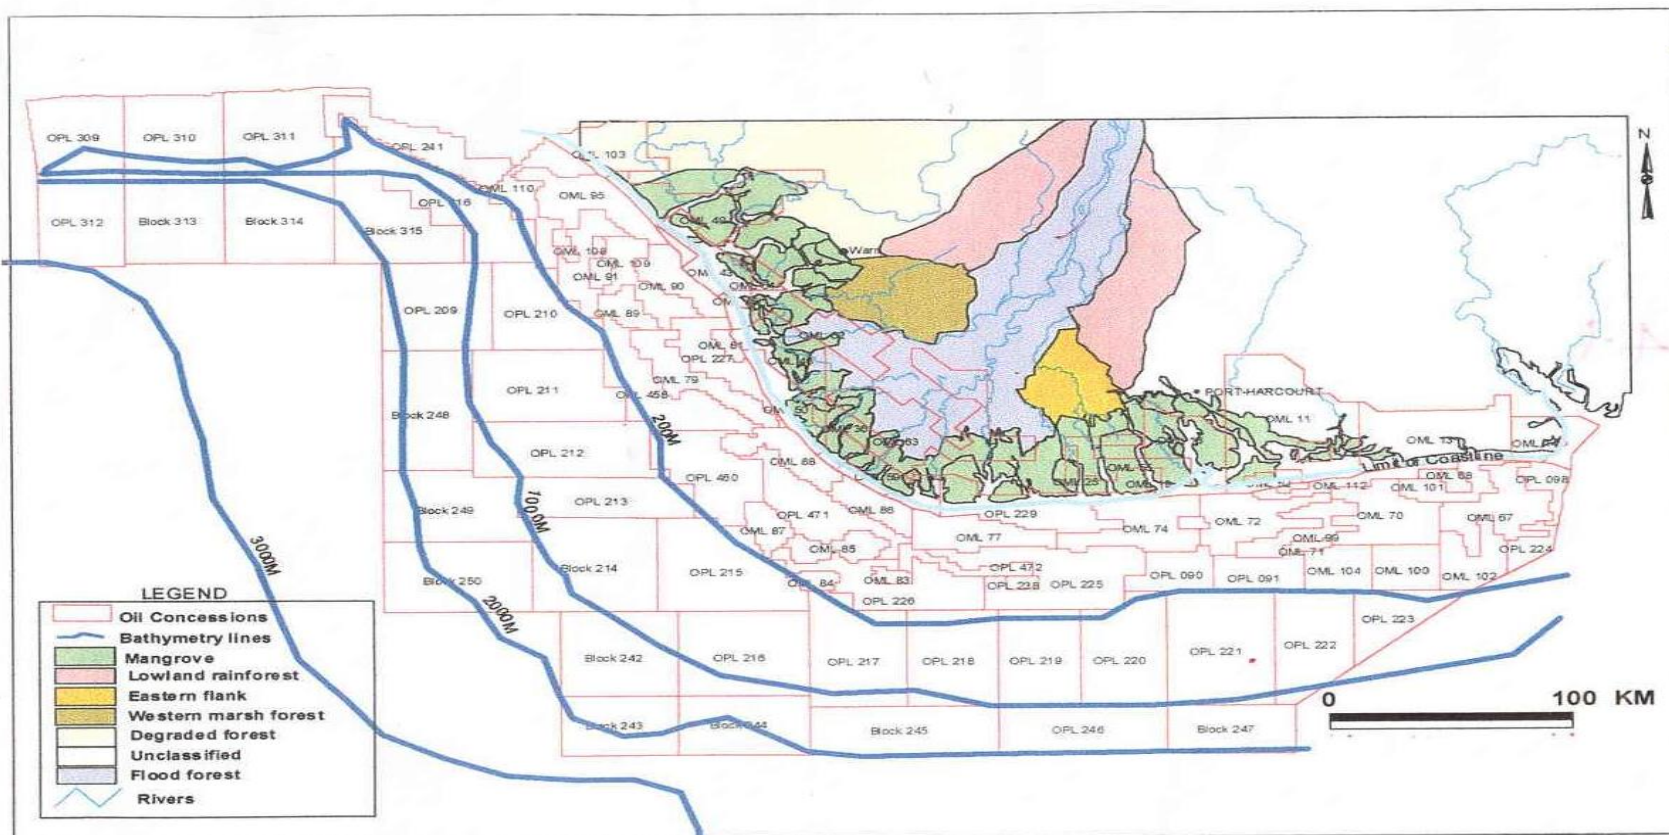 N
OPL 309
OPL 310
OPL 311
OPL 241
103
OML 110
OML 95
OPL 312
Block 313
Block 314
Block 315
OML 108
OML 109
OML 91
OML 90
OML 89
OPL 209
OPL 210
OML 81
OPL 227
OML 79
OPL 458
OPL 211
Block 248
200M
PORT-HARCOURT
OML 11
OML 13
Limit of Coastline
OML 88
OPL 212
OPL 460
OPL 213
Block 249
1000M
OPL 471
OML 86
OML 87
OML 85
OPL 229
OML 77
OML 74
OML 72
OML 112
OML 101
OML 68
OPL 098
OML 70
OML 67
OML 99
OML 71
OPL 224
3000M
Block 250
Block 214
OPL 215
OML 84
OML 83
OPL 226
OPL 472
OPL 238
OPL 225
OPL 090
OPL 091
OML 104
OML 100
OML 102
2000M
Block 242
OPL 216
OPL 217
OPL 218
OPL 219
OPL 220
OPL 221
OPL 222
OPL 223
Block 243
Block 244
Block 245
OPL 246
Block 247
0 100 KM
LEGEND
Oil Concessions
Bathymetry lines
Mangrove
Lowland rainforest
Eastern flank
Western marsh forest
Degraded forest
Unclassified
Flood forest
Rivers